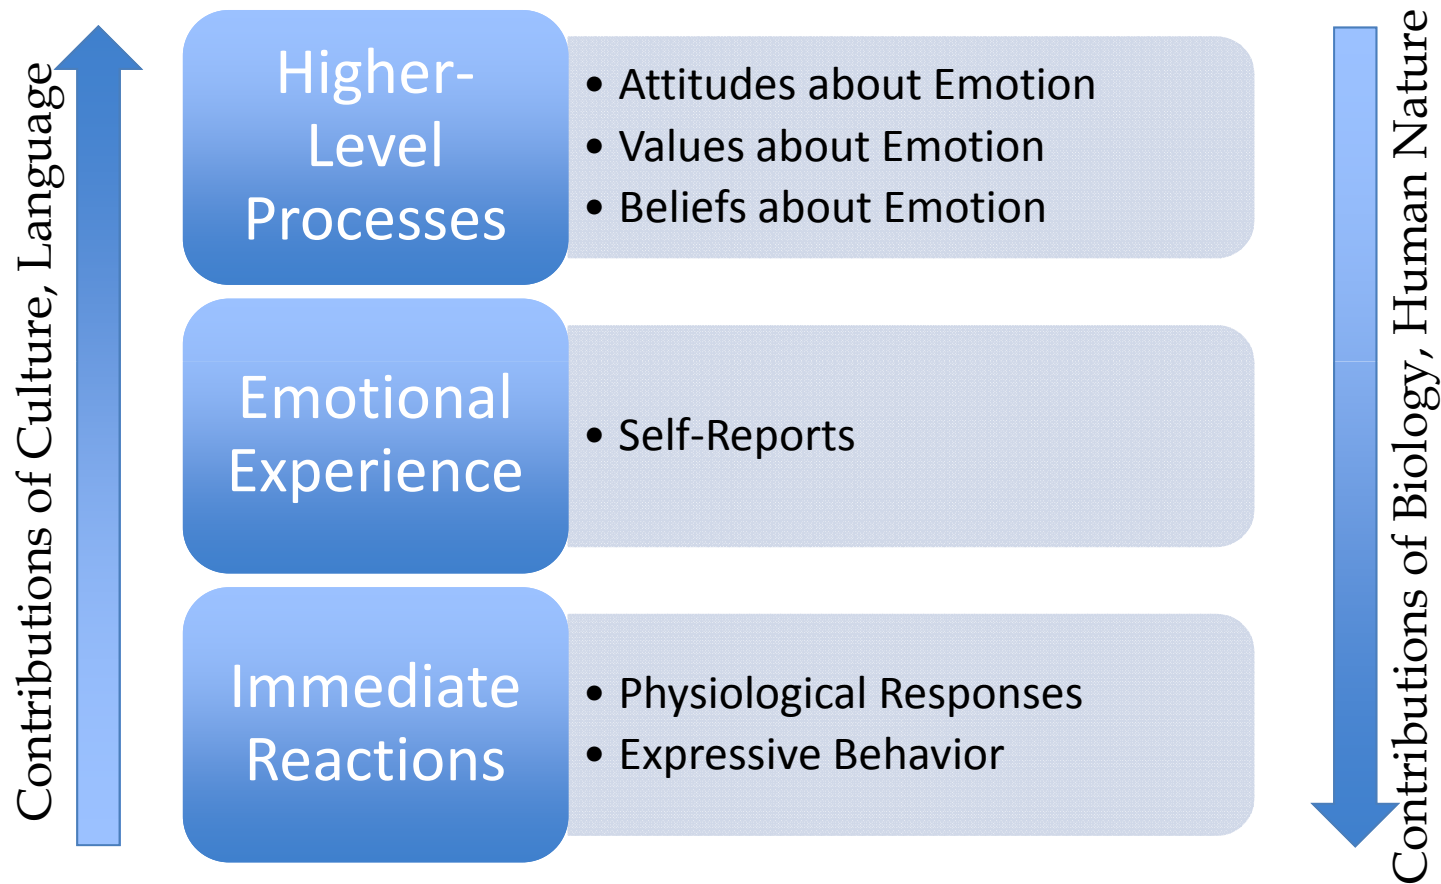 Contributions of Culture, Language
Higher-
Level
Processes
• Attitudes about Emotion
• Values about Emotion
• Beliefs about Emotion
Emotional
Experience
• Self-Reports
Immediate
Reactions
• Physiological Responses
• Expressive Behavior
Contributions of Biology, Human Nature